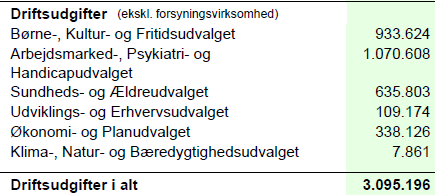 Driftsudgifter (ekskl. forsyningsvirksomhed)
Børne-, Kultur- og Fritidsudvalget 933.624
Arbejdsmarked-, Psykiatri- og 1.070.608
Handicapudvalget
Sundheds- og Ældreudvalget 635.803
Udviklings- og Erhvervsudvalget 109.174
Økonomi- og Planudvalget 338.126
Klima-, Natur- og Bæredygtighedsudvalget 7.861
Driftsudgifter i alt 3.095.196